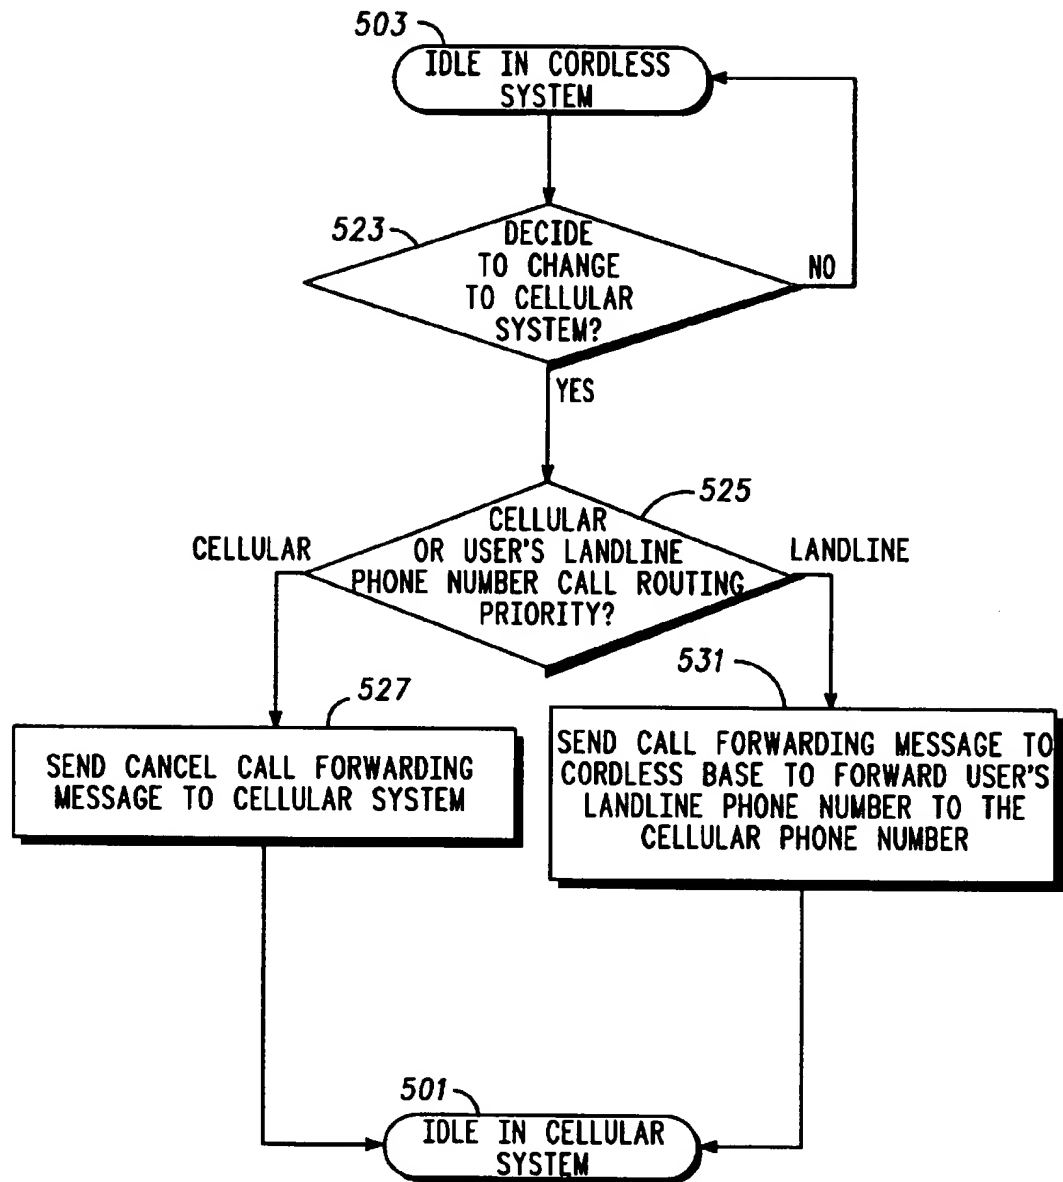 503
IDLE IN CORDLESS
SYSTEM
523
DECIDE
TO CHANGE
TO CELLULAR
SYSTEM?
NO
YES
525
CELLULAR
OR USER'S LANDLINE
PHONE NUMBER CALL ROUTING
PRIORITY?
CELLULAR
LANDLINE
527
SEND CANCEL CALL FORWARDING
MESSAGE TO CELLULAR SYSTEM
531
SEND CALL FORWARDING MESSAGE TO
CORDLESS BASE TO FORWARD USER'S
LANDLINE PHONE NUMBER TO THE
CELLULAR PHONE NUMBER
501
IDLE IN CELLULAR
SYSTEM